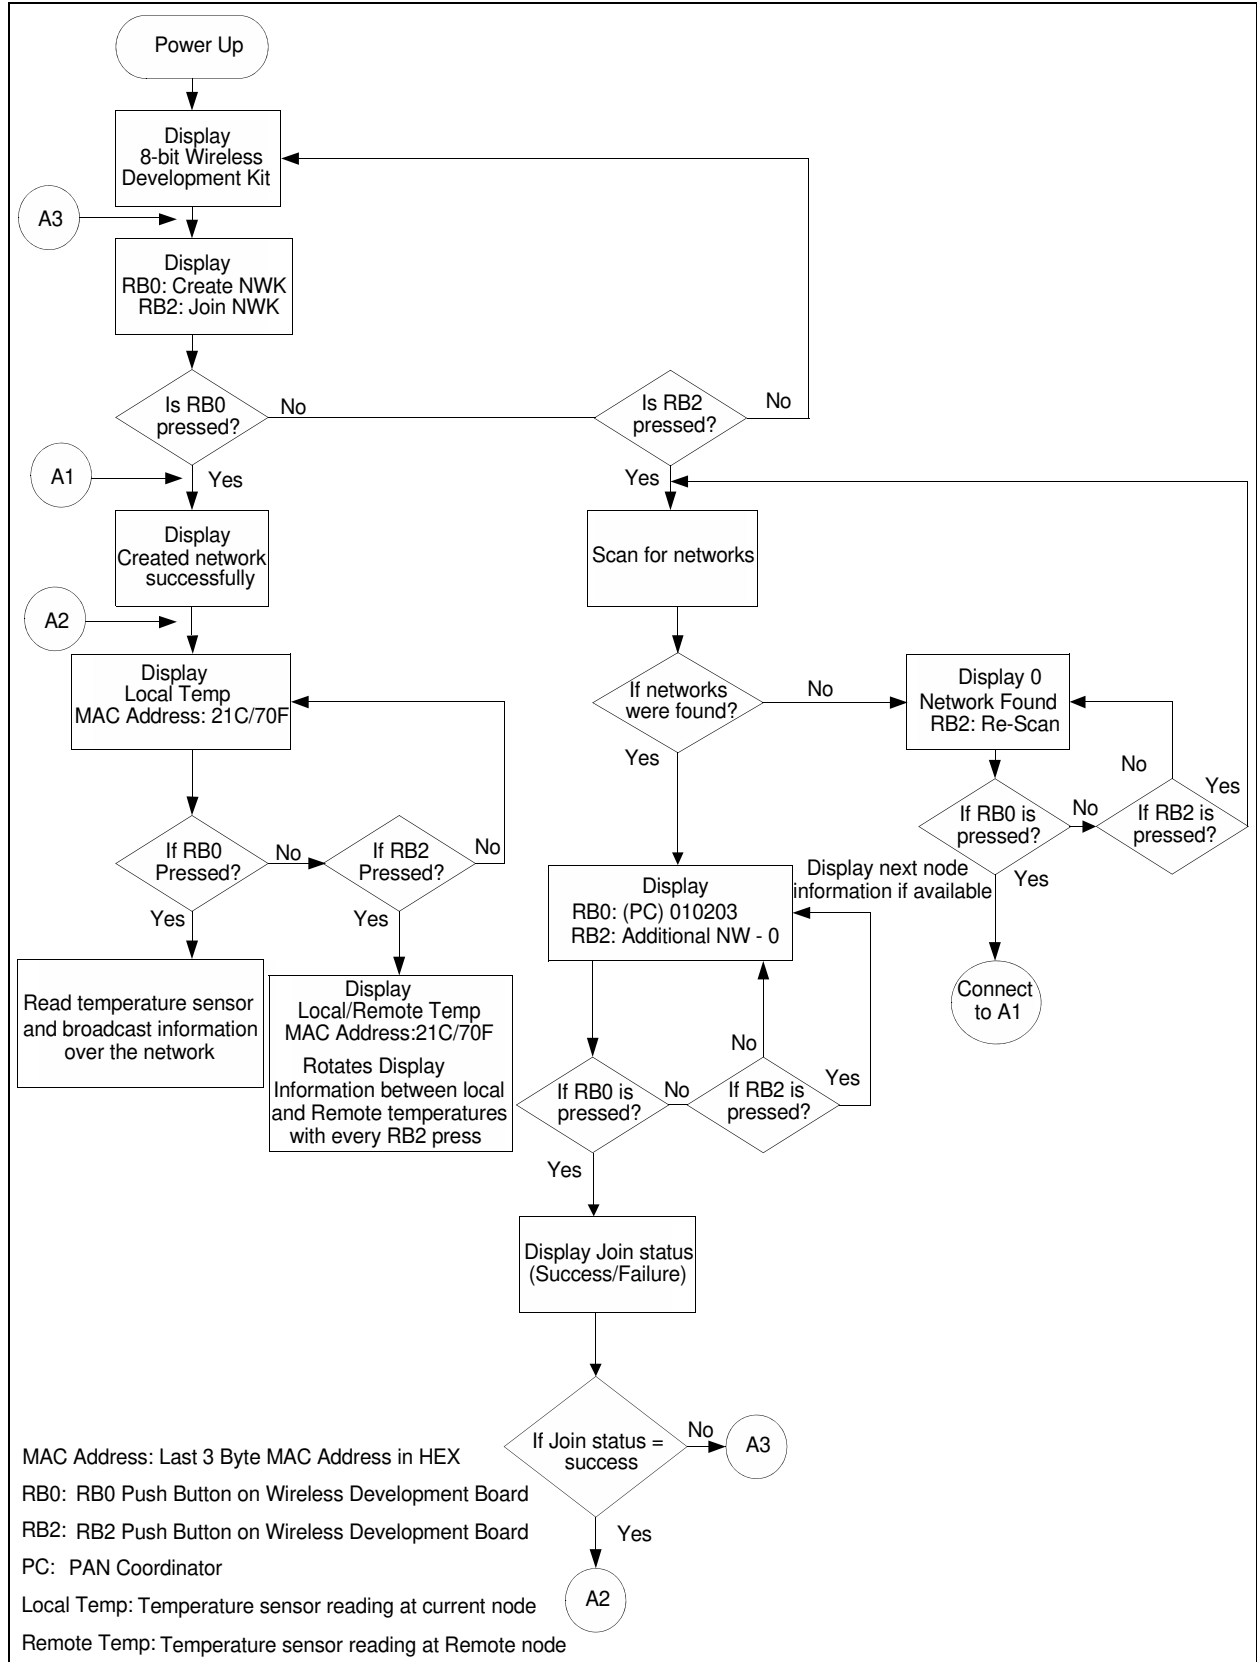 Power Up
Display
8-bit Wireless
Development Kit
A3
Display
RB0: Create NWK
RB2: Join NWK
Is RB0
pressed?
No
Is RB2
pressed?
No
A1
Yes
Yes
Display
Created network
successfully
Scan for networks
A2
Display
Local Temp
MAC Address: 21C/70F
If networks
were found?
No
Display 0
Network Found
RB2: Re-Scan
Yes
No
Yes
If RB0 is
pressed?
No
If RB2 is
pressed?
If RB0
Pressed?
No
If RB2
Pressed?
No
Display next node
information if available
Yes
Display
RB0: (PC) 010203
RB2: Additional NW - 0
Yes
Yes
Read temperature sensor
and broadcast information
over the network
Display
Local/Remote Temp
MAC Address:21C/70F
Rotates Display
Information between local
and Remote temperatures
with every RB2 press
Connect
to A1
No
Yes
If RB0 is
pressed?
No
If RB2 is
pressed?
Yes
Display Join status
(Success/Failure)
If Join status =
success
No
A3
Yes
A2
MAC Address: Last 3 Byte MAC Address in HEX
RB0: RB0 Push Button on Wireless Development Board
RB2: RB2 Push Button on Wireless Development Board
PC: PAN Coordinator
Local Temp: Temperature sensor reading at current node
Remote Temp: Temperature sensor reading at Remote node